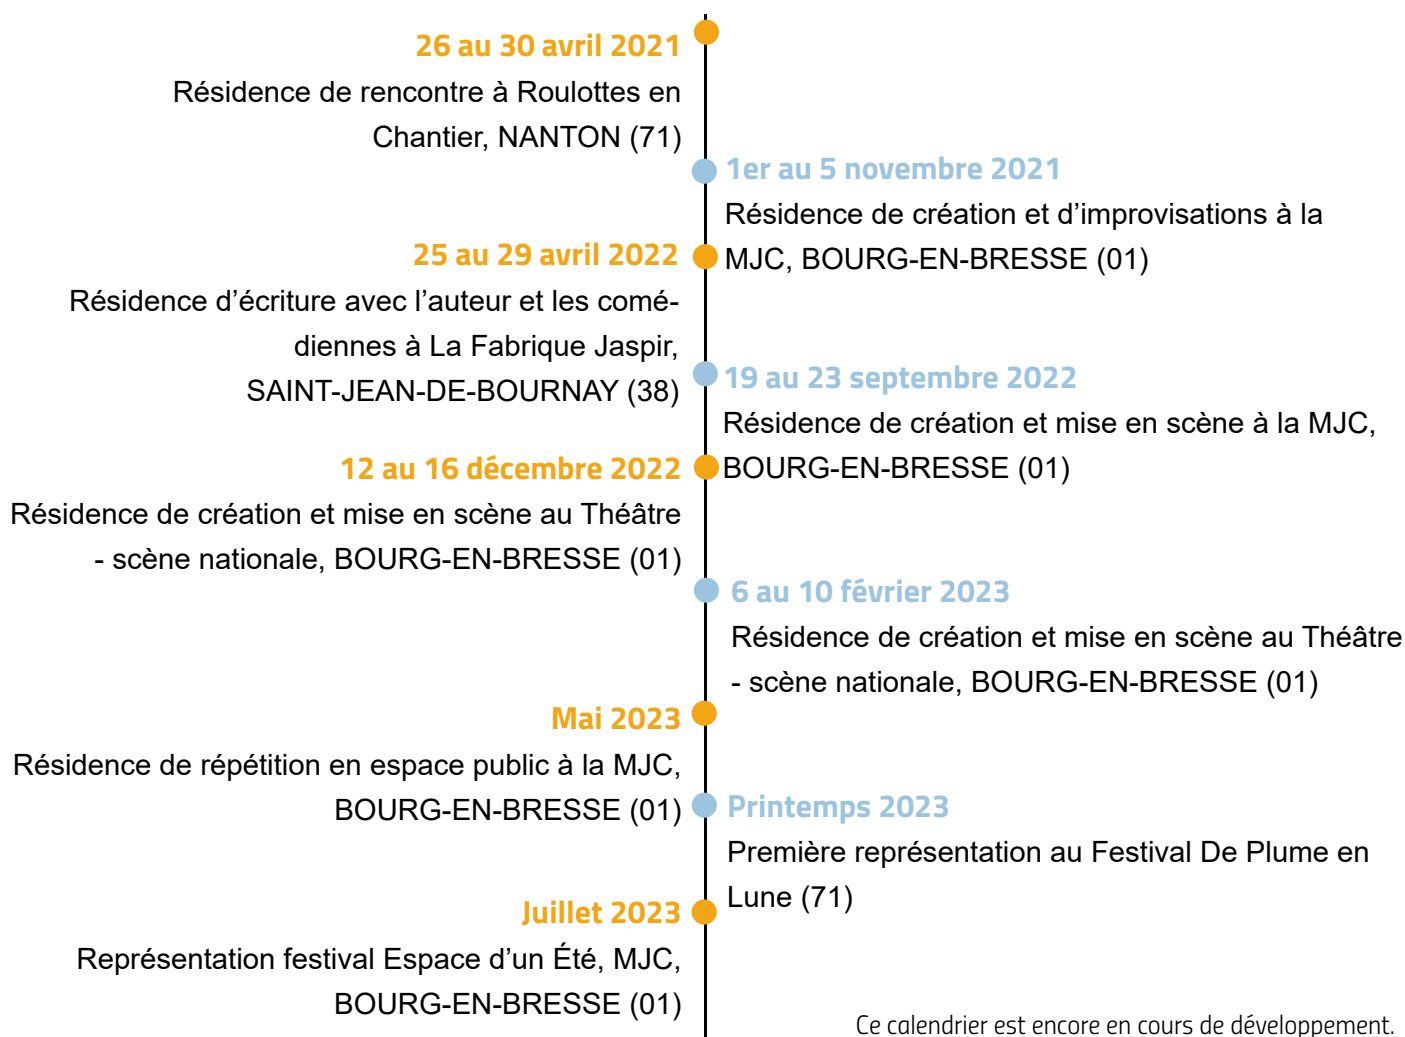 26 au 30 avril 2021
Résidence de rencontre à Roulottes en
Chantier, NANTON (71)
1er au 5 novembre 2021
Résidence de création et d’improvisations à la
MJC, BOURG-EN-BRESSE (01)
25 au 29 avril 2022
Résidence d’écriture avec l’auteur et les comé-
diennes à La Fabrique Jaspir,
SAINT-JEAN-DE-BOURNAY (38)
19 au 23 septembre 2022
Résidence de création et mise en scène à la MJC,
BOURG-EN-BRESSE (01)
12 au 16 décembre 2022
Résidence de création et mise en scène au Théâtre
- scène nationale, BOURG-EN-BRESSE (01)
6 au 10 février 2023
Résidence de création et mise en scène au Théâtre
- scène nationale, BOURG-EN-BRESSE (01)
Mai 2023
Résidence de répétition en espace public à la MJC,
BOURG-EN-BRESSE (01)
Printemps 2023
Première représentation au Festival De Plume en
Lune (71)
Juillet 2023
Représentation festival Espace d’un Été, MJC,
BOURG-EN-BRESSE (01)
Ce calendrier est encore en cours de développement.